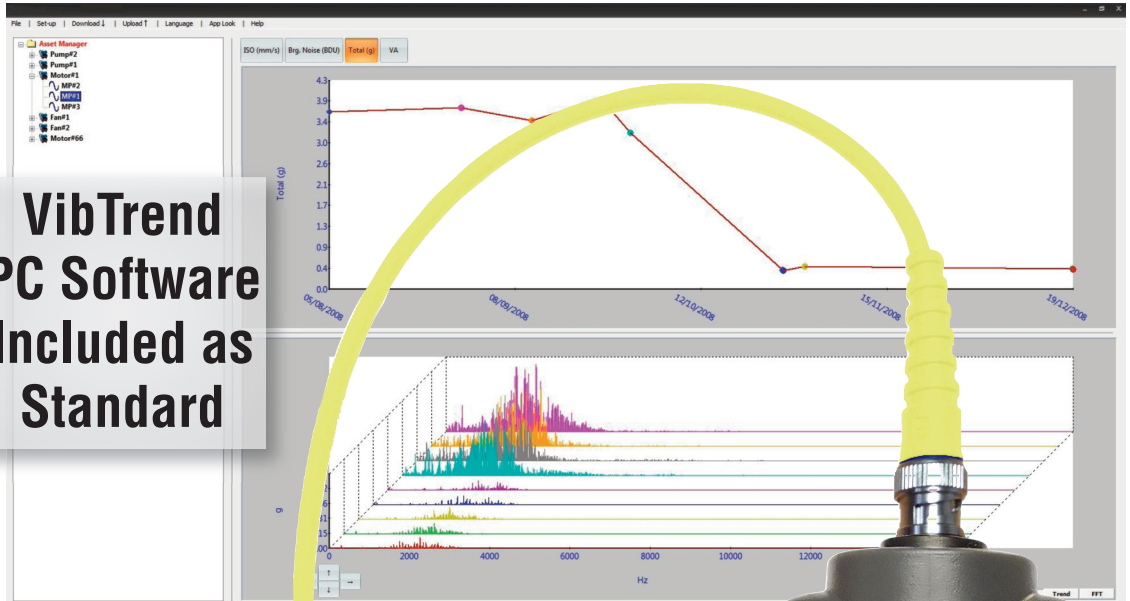 File | Set-up | Download↓ | Upload↑ | Language | App Look | Help
Asset Manager
Pump#2
Pump#1
Motor#1
MP#2
MP#1
MP#3
Fan#1
Fan#2
Motor#66
ISO (mm/s) Brg. Noise (BDU) Total (g) VA
Total (g)
4.3
3.9
3.4
3.0
2.6
2.1
1.7
1.3
0.9
0.4
0.0
05/08/2008 08/09/2008 12/10/2008 15/11/2008 19/12/2008
VibTrend
PC Software
Included as
Standard
g
0 2000 4000 6000 8000 10000 12000
Hz
Trend FFT